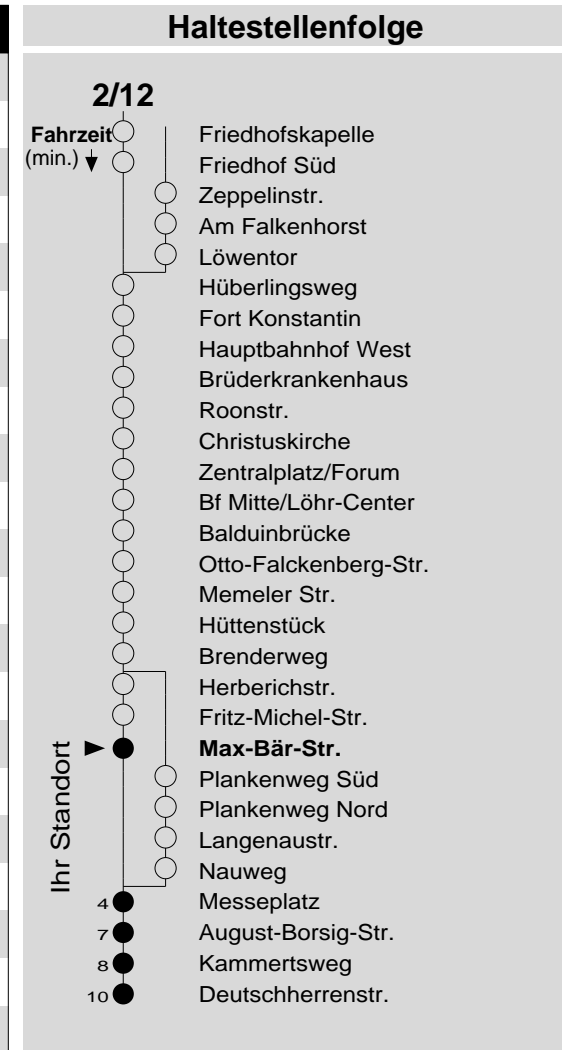 Haltestellenfolge
2/12
Fahrzeit
(min.)
Friedhofskapelle
Friedhof Süd
Zeppelinstr.
Am Falkenhorst
Löwentor
Hüberlingsweg
Fort Konstantin
Hauptbahnhof West
Brüderkrankenhaus
Roonstr.
Christuskirche
Zentralplatz/Forum
Bf Mitte/Löhr-Center
Balduinbrücke
Otto-Falckenberg-Str.
Memeler Str.
Hüttenstück
Brenderweg
Herberichstr.
Fritz-Michel-Str.
Ihr Standort
Max-Bär-Str.
Plankenweg Süd
Plankenweg Nord
Langenaustr.
Nauweg
4 Messeplatz
7 August-Borsig-Str.
8 Kammertsweg
10 Deutschherrenstr.